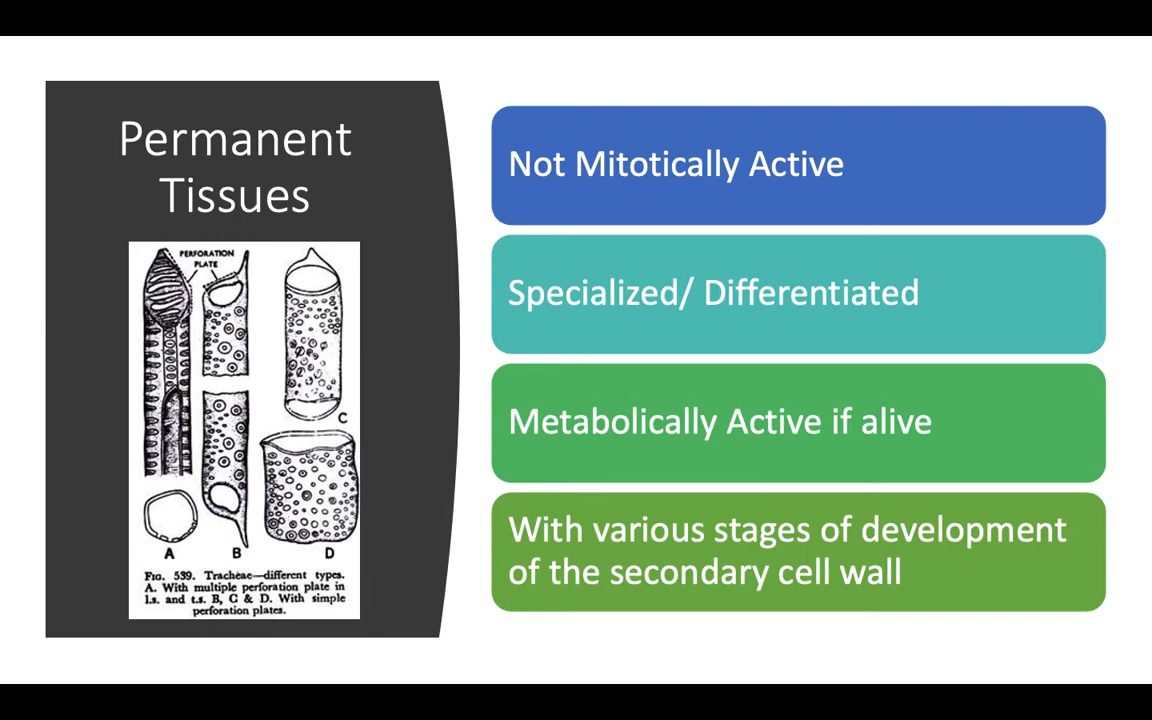 Permanent
Tissues
PERFORATION
PLATE
C
A
B
D
FIG. 539. Tracheae—different types.
A. With multiple perforation plate in
l.s. and t.s. B, C & D. With simple
perforation plates.
Not Mitotically Active
Specialized/ Differentiated
Metabolically Active if alive
With various stages of development
of the secondary cell wall